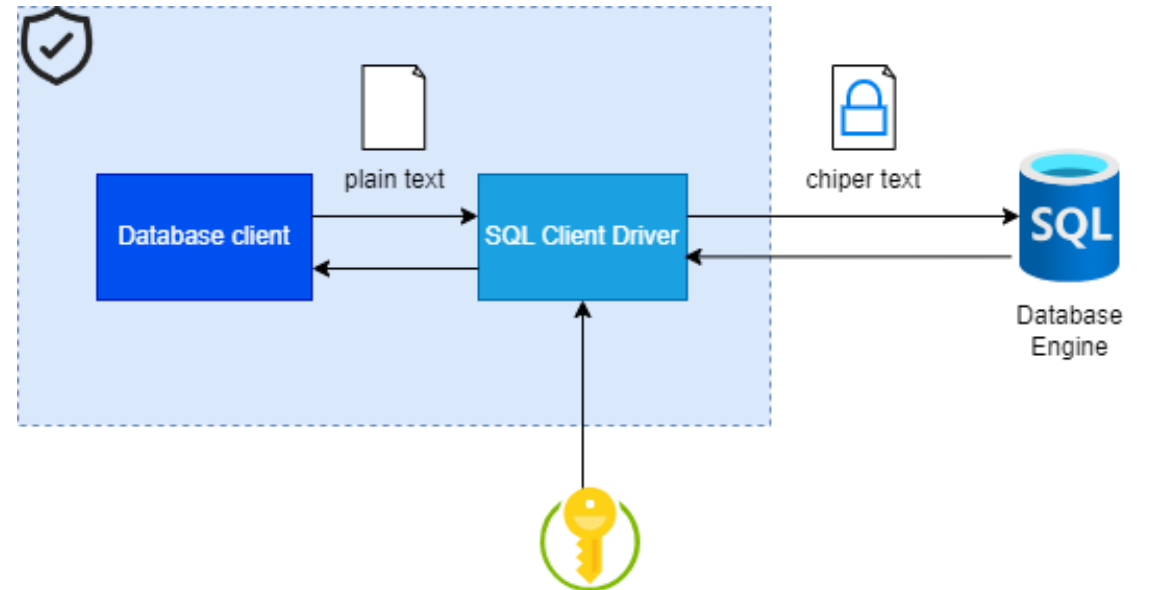 plain text
chiper text
Database client
SQL Client Driver
SQL
Database
Engine